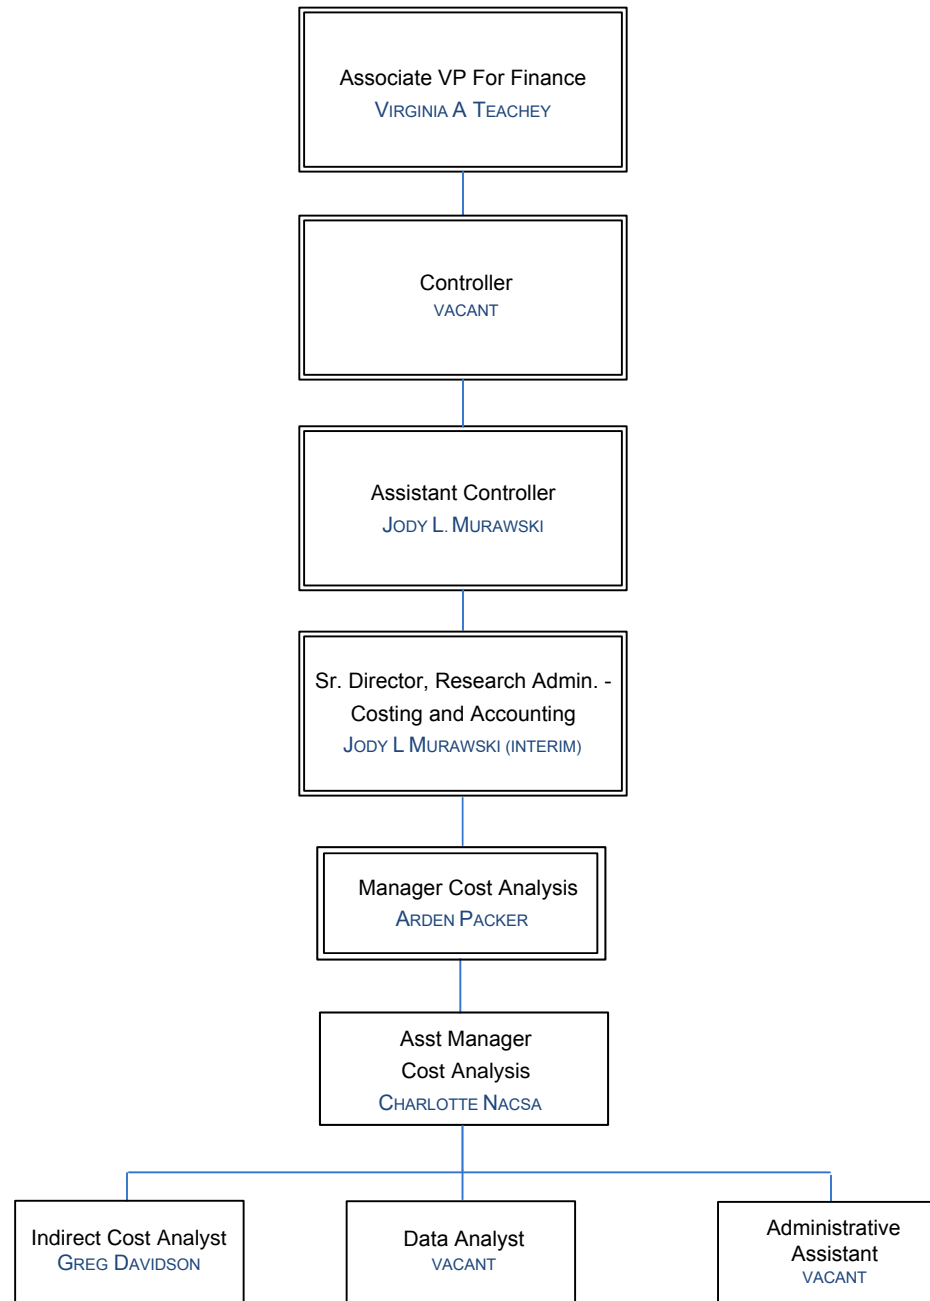 Associate VP For Finance
VIRGINIA A TEACHEY
Controller
VACANT
Assistant Controller
JODY L. MURAWSKI
Sr. Director, Research Admin. -
Costing and Accounting
JODY L MURAWSKI (INTERIM)
Manager Cost Analysis
ARDEN PACKER
Asst Manager
Cost Analysis
CHARLOTTE NACSA
Indirect Cost Analyst
GREG DAVIDSON
Data Analyst
VACANT
Administrative
Assistant
VACANT